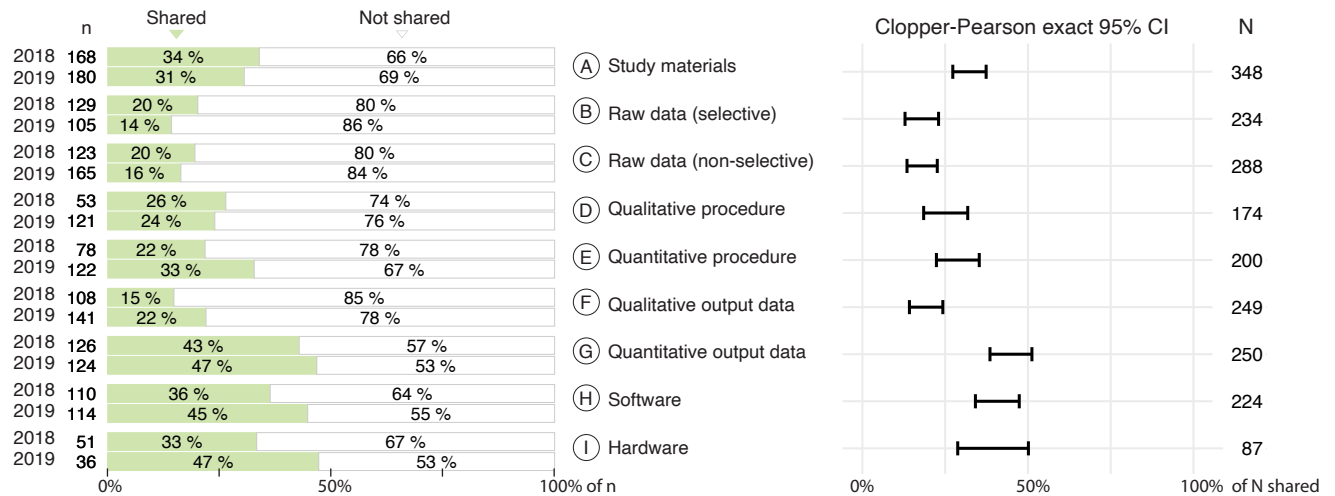 n Shared Not shared Clopper-Pearson exact 95% CI N
2018 168 34 % 66 %
2019 180 31 % 69 %
A Study materials 348
2018 129 20 % 80 %
2019 105 14 % 86 %
B Raw data (selective) 234
2018 123 20 % 80 %
2019 165 16 % 84 %
C Raw data (non-selective) 288
2018 53 26 % 74 %
2019 121 24 % 76 %
D Qualitative procedure 174
2018 78 22 % 78 %
2019 122 33 % 67 %
E Quantitative procedure 200
2018 108 15 % 85 %
2019 141 22 % 78 %
F Qualitative output data 249
2018 126 43 % 57 %
2019 124 47 % 53 %
G Quantitative output data 250
2018 110 36 % 64 %
2019 114 45 % 55 %
H Software 224
2018 51 33 % 67 %
2019 36 47 % 53 %
I Hardware 87
0% 50% 100% of n 0% 50% 100% of N shared